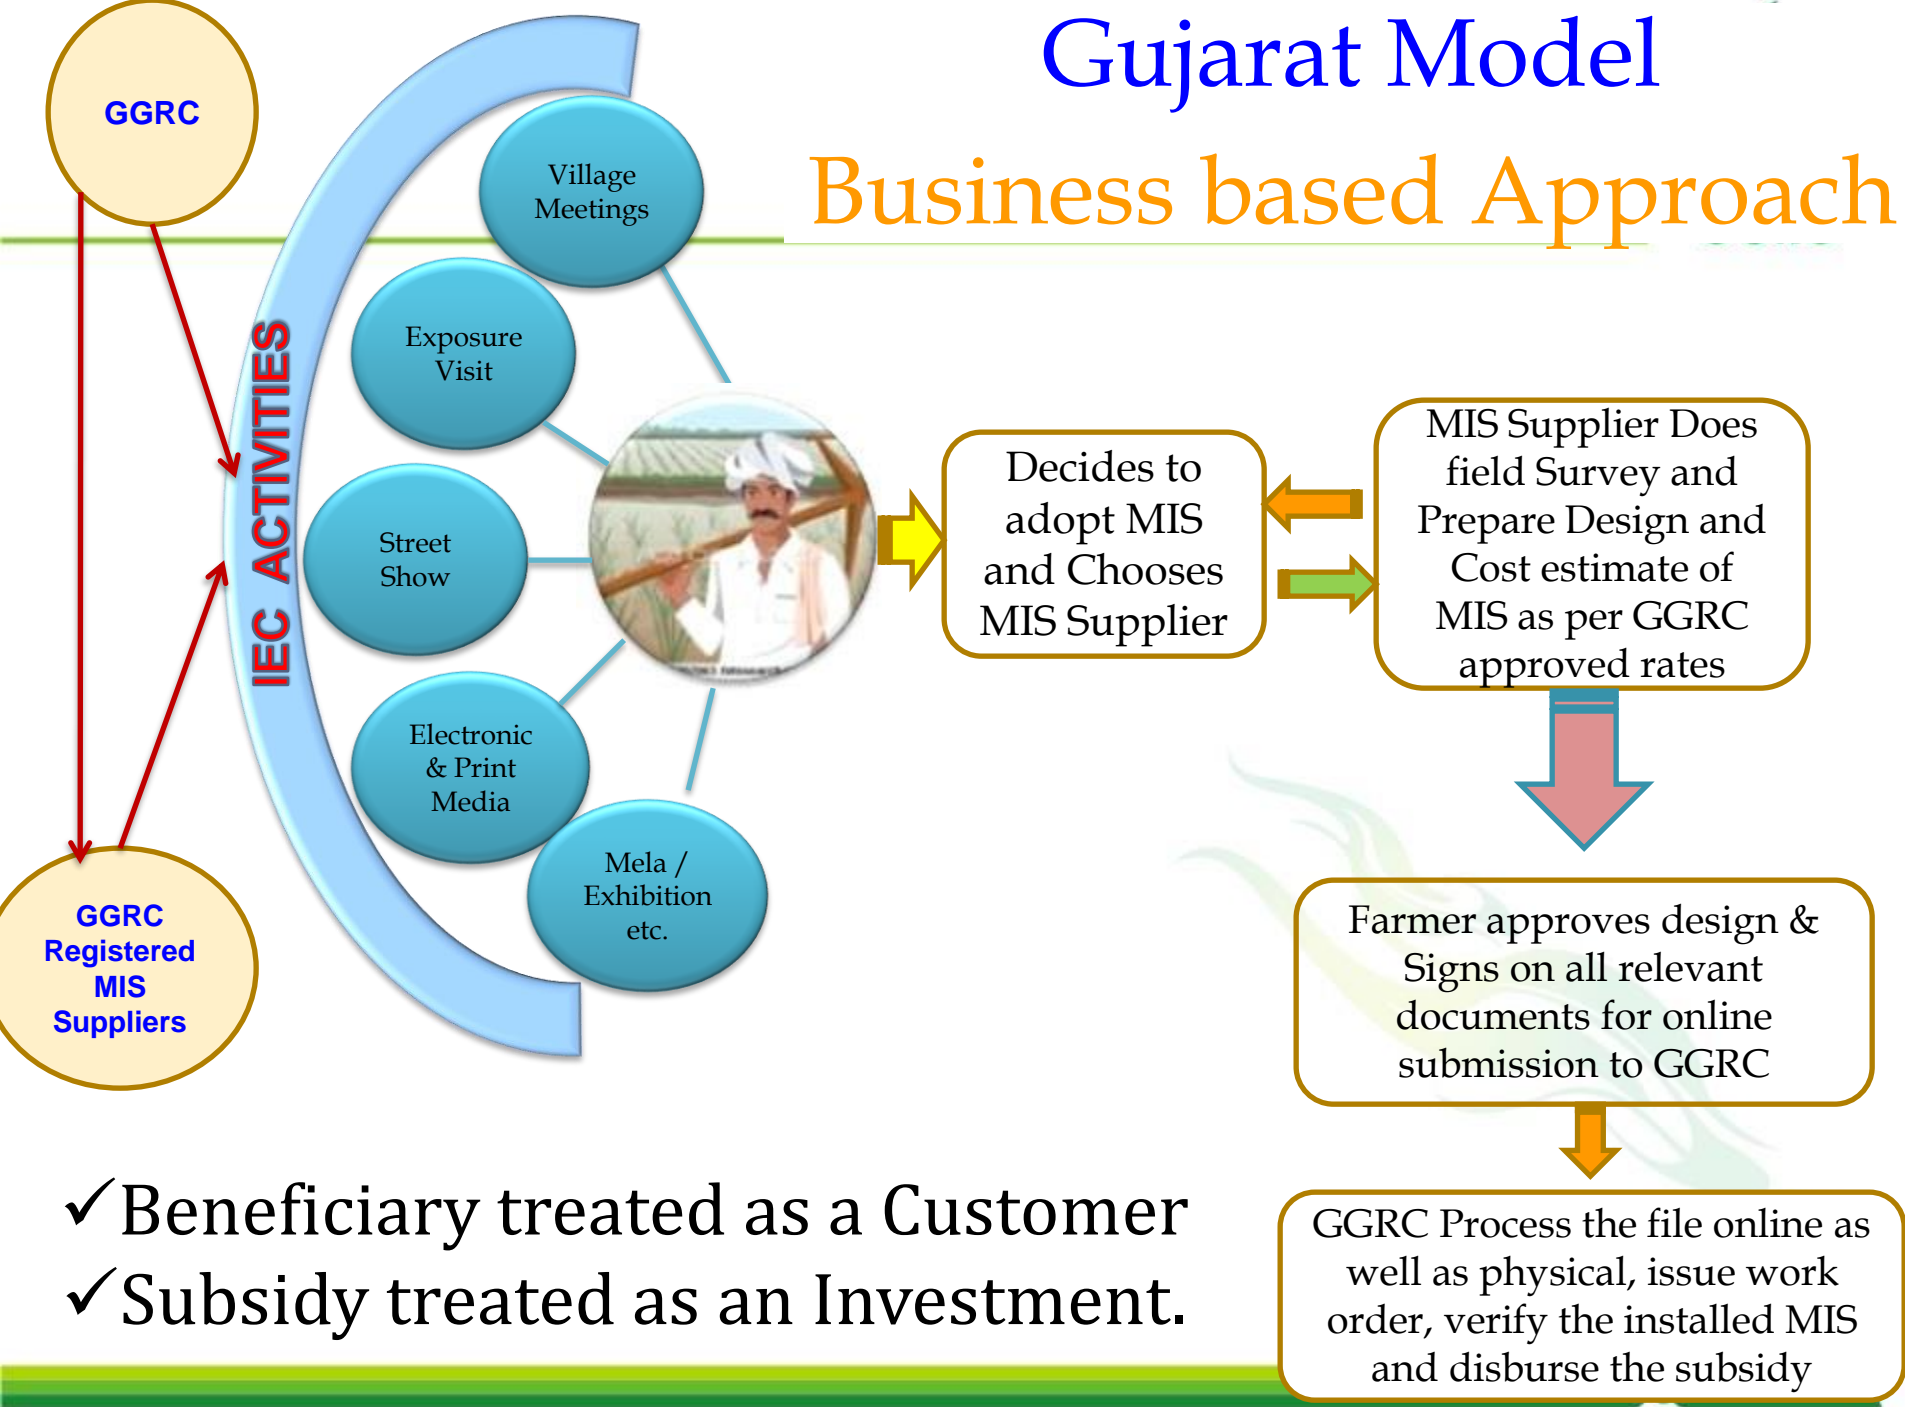 Gujarat Model
Business based Approach
GGRC
IEC ACTIVITIES
GGRC
Registered
MIS
Suppliers
Village
Meetings
Exposure
Visit
Street
Show
Electronic
& Print
Media
Mela /
Exhibition
etc.
Decides to
adopt MIS
and Chooses
MIS Supplier
MIS Supplier Does
field Survey and
Prepare Design and
Cost estimate of
MIS as per GGRC
approved rates
Farmer approves design &
Signs on all relevant
documents for online
submission to GGRC
GGRC Process the file online as
well as physical, issue work
order, verify the installed MIS
and disburse the subsidy
✓Beneficiary treated as a Customer
✓Subsidy treated as an Investment.